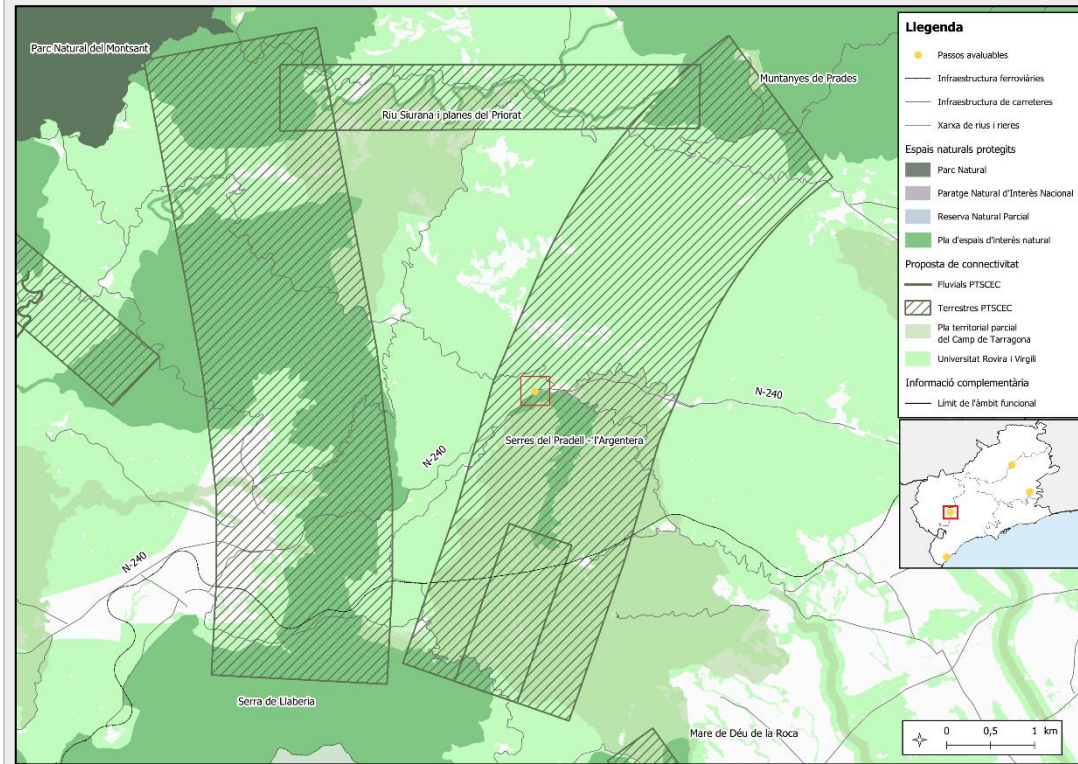 Parc Natural del Montsant
Muntanyes de Prades
Riu Siurana i planes del Priorat
N-240
Serres del Pradell - l'Argentera
N-240
N-240
Serra de Llaberia
Mare de Déu de la Roca
Llegenda
Passos avaluables
Infraestructura ferroviàries
Infraestructura de carreteres
Xarxa de rius i rieres
Espais naturals protegits
Parc Natural
Paratge Natural d'Interès Nacional
Reserva Natural Parcial
Pla d'espais d'interès natural
Proposta de connectivitat
Fluvials PTSCEC
Terrestres PTSCEC
Pla territorial parcial
del Camp de Tarragona
Universitat Rovira i Virgili
Informació complementària
Límit de l'àmbit funcional
0 0,5 1 km